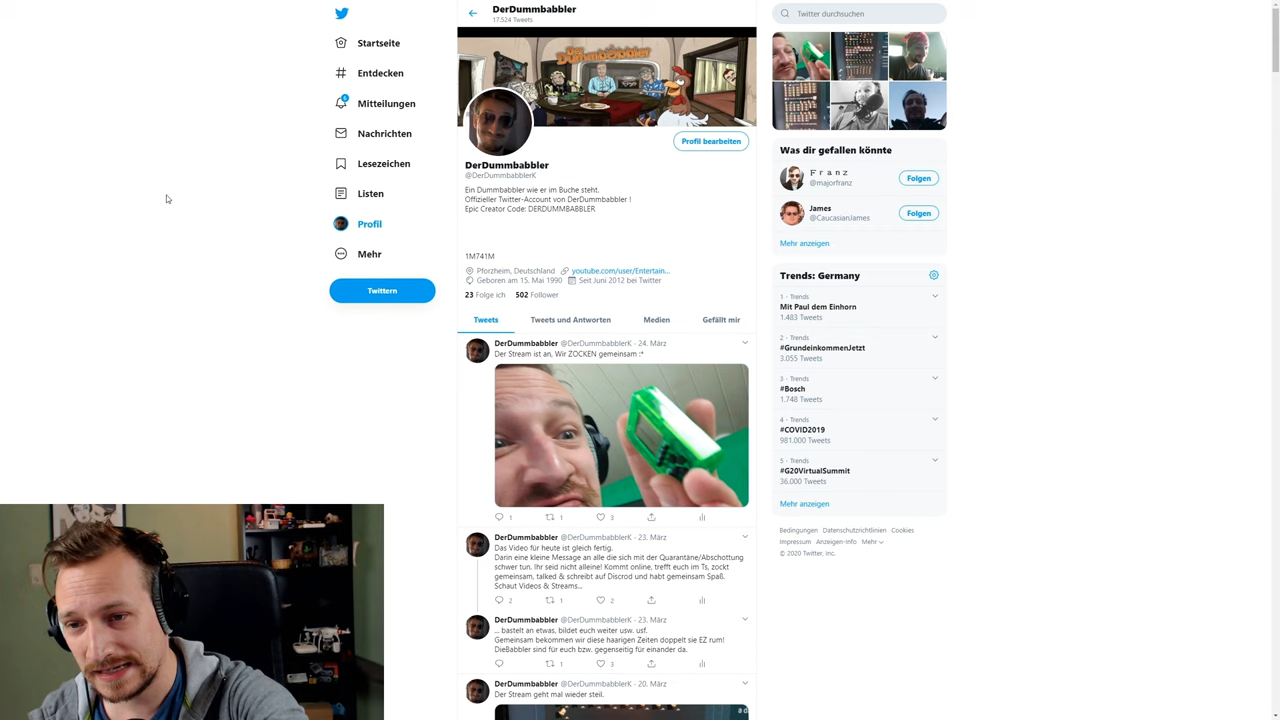 Startseite
Entdecken
Mitteilungen
Nachrichten
Lesezeichen
Listen
Profil
Mehr
Twittern
DerDummbabbler
17.524 Tweets
Der
Dummbabbler
Profil bearbeiten
DerDummbabbler
@DerDummbabblerK
Ein Dummbabbler wie er im Buche steht.
Offizieller Twitter-Account von DerDummbabbler !
Epic Creator Code: DERDUMMBABBLER
1M741M
Pforzheim, Deutschland youtube.com/user/Entertain...
Geboren am 15. Mai 1990 Seit Juni 2012 bei Twitter
23 Folge ich 502 Follower
Tweets Tweets und Antworten Medien Gefällt mir
DerDummbabbler @DerDummbabblerK · 24. März
Der Stream ist an, Wir ZOCKEN gemeinsam :*
1 1 3
DerDummbabbler @DerDummbabblerK · 23. März
Das Video für heute ist gleich fertig.
Darin eine kleine Message an alle die sich mit der Quarantäne/Abschottung
schwer tun. Ihr seid nicht alleine! Kommt online, trefft euch im Ts, zockt
gemeinsam, talked & schreibt auf Discrod und habt gemeinsam Spaß.
Schaut Videos & Streams...
2 1 2
DerDummbabbler @DerDummbabblerK · 23. März
... bastelt an etwas, bildet euch weiter usw. usf.
Gemeinsam bekommen wir diese haarigen Zeiten doppelt sie EZ rum!
DieBabbler sind für euch bzw. gegenseitig für einander da.
1 3
DerDummbabbler @DerDummbabblerK · 20. März
Der Stream geht mal wieder steil.
Twitter durchsuchen
Was dir gefallen könnte
Franz
@majorfranz
Folgen
James
@CaucasianJames
Folgen
Mehr anzeigen
Trends: Germany
1 · Trends
Mit Paul dem Einhorn
1.483 Tweets
2 · Trends
#GrundeinkommenJetzt
3.055 Tweets
3 · Trends
#Bosch
1.748 Tweets
4 · Trends
#COVID2019
981.000 Tweets
5 · Trends
#G20VirtualSummit
36.000 Tweets
Mehr anzeigen
Bedingungen Datenschutzrichtlinien Cookies
Impressum Anzeigen-Info Mehr
© 2020 Twitter, Inc.